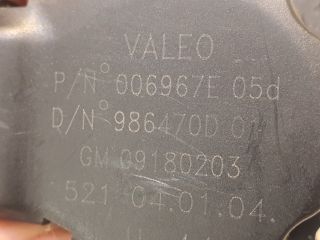 VALEO
P/N° 006967E 05d
D/N° 986470D
GM 09180203
521 04.01.04.